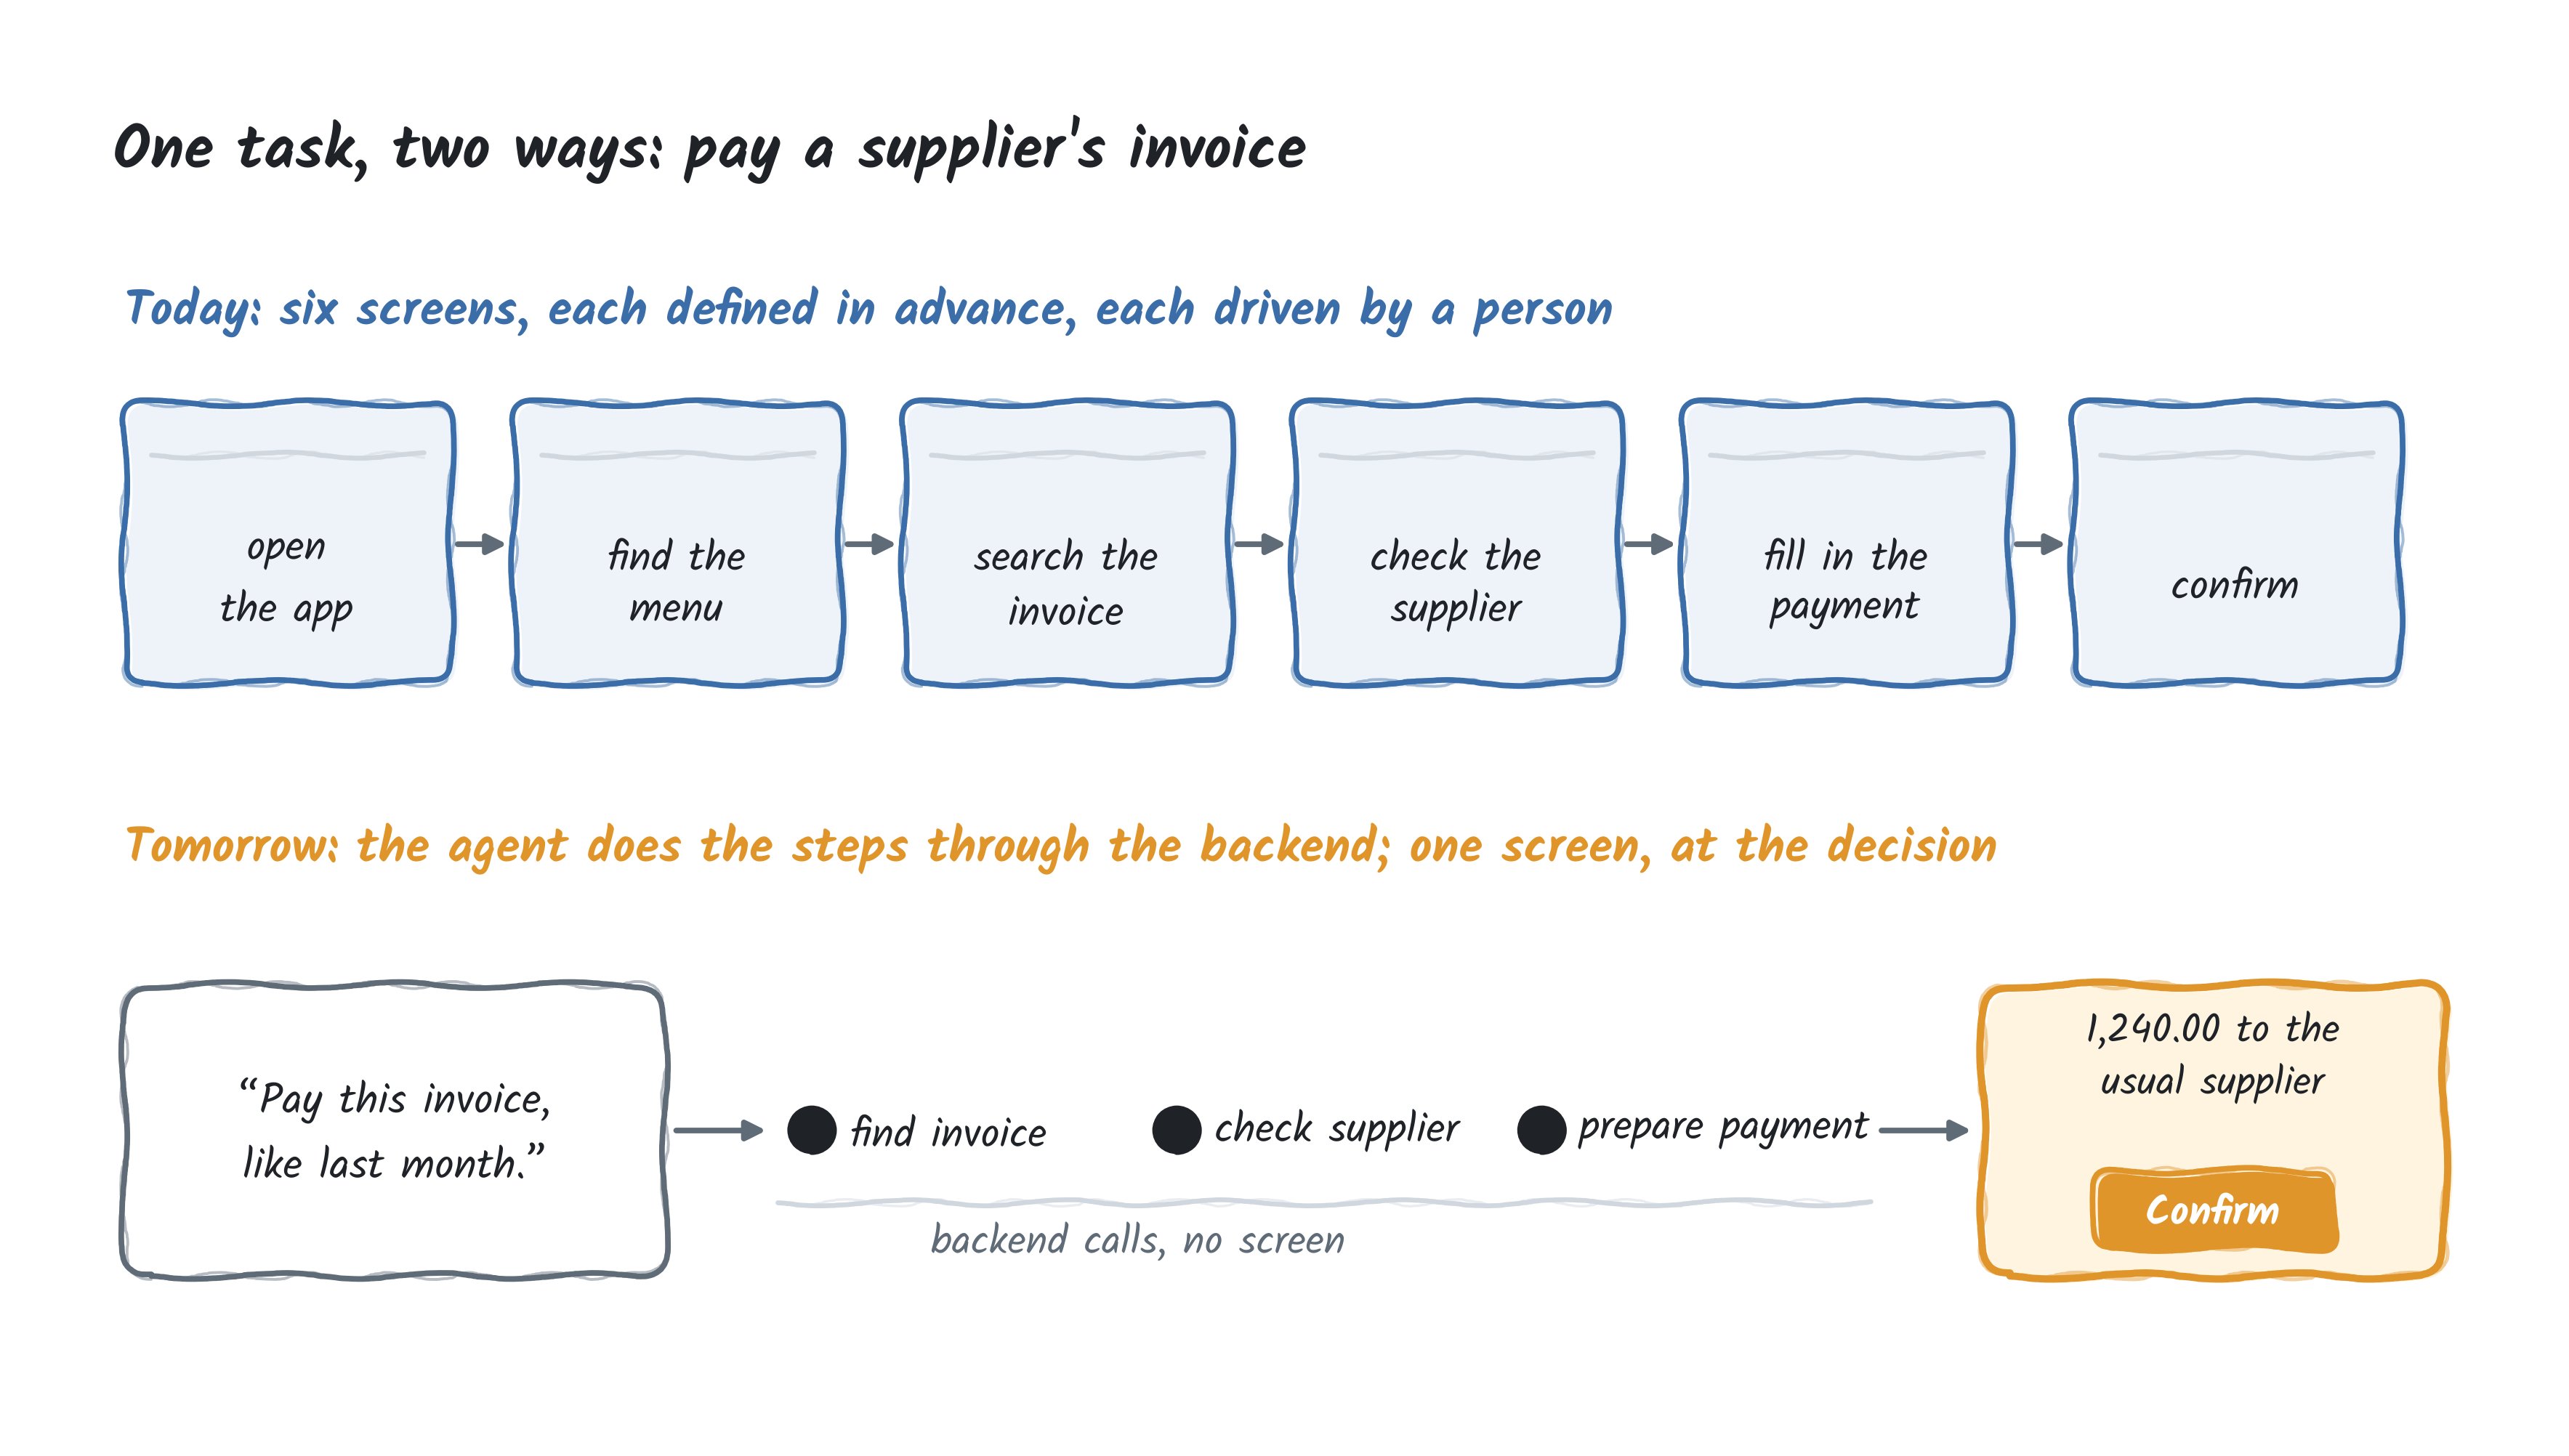 One task, two ways: pay a supplier's invoice
Today: six screens, each defined in advance, each driven by a person
open
the app
find the
menu
search the
invoice
check the
supplier
fill in the
payment
confirm
Tomorrow: the agent does the steps through the backend; one screen, at the decision
“Pay this invoice,
like last month.”
find invoice
check supplier
prepare payment
backend calls, no screen
1,240.00 to the
usual supplier
Confirm